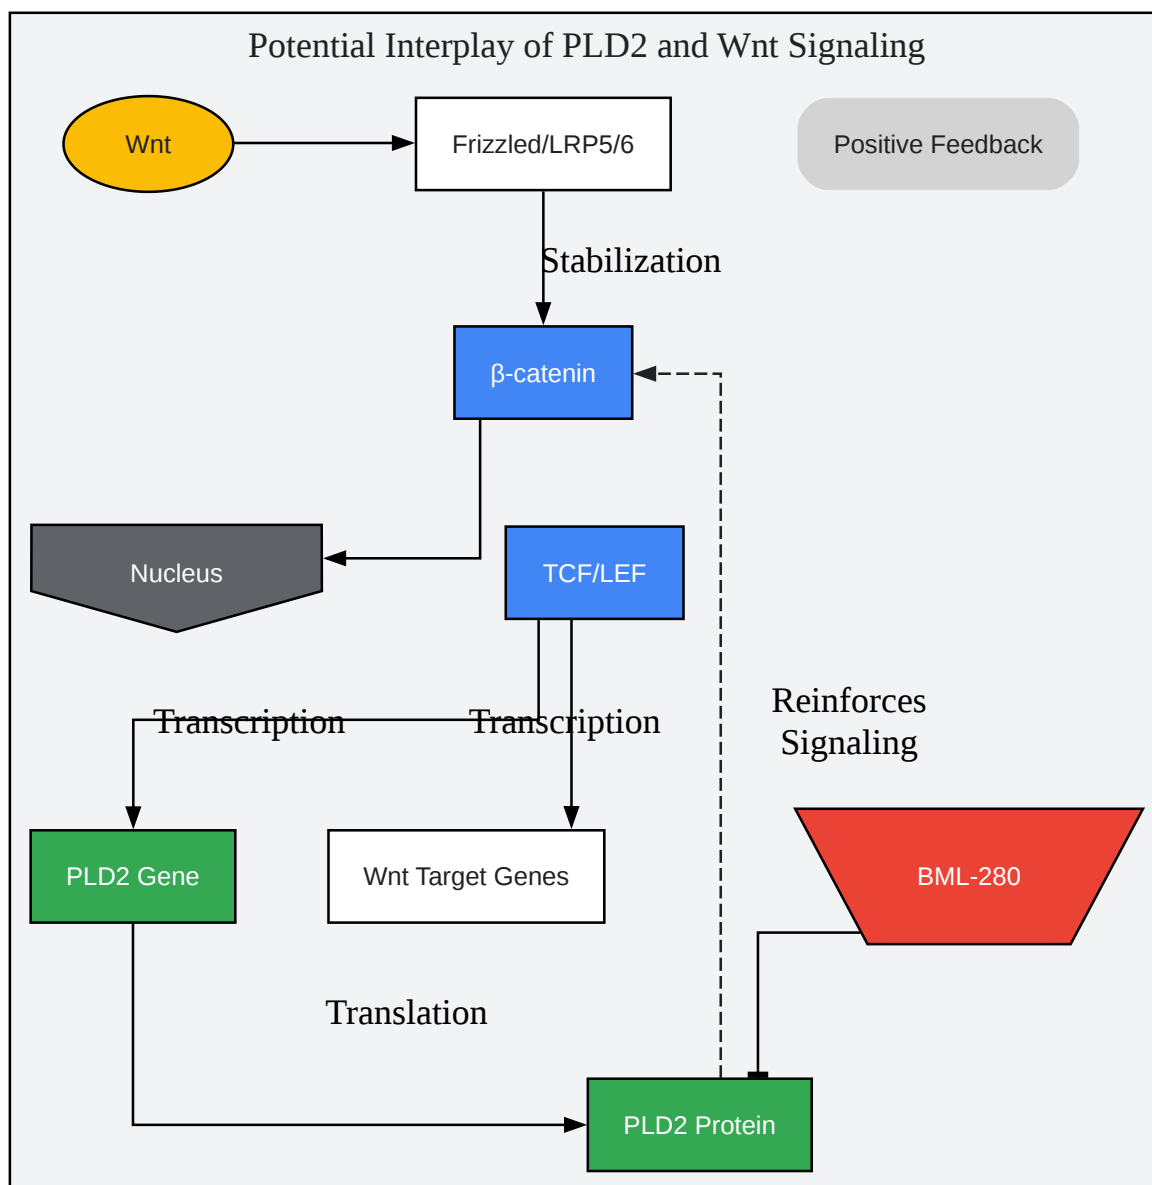 Potential Interplay of PLD2 and Wnt Signaling
Wnt
Frizzled/LRP5/6
Positive Feedback
Stabilization
β-catenin
Nucleus
TCF/LEF
Transcription
Transcription
Reinforces
Signaling
PLD2 Gene
Wnt Target Genes
BML-280
Translation
PLD2 Protein